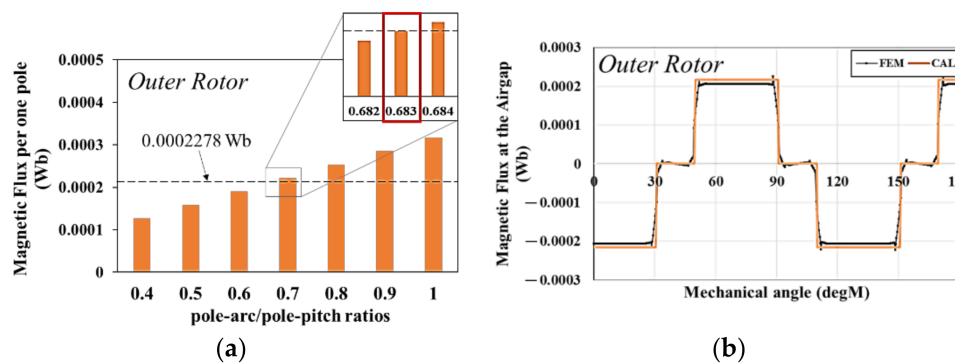 0.0005
0.0004
0.0003
0.0002
0.0001
0
Magnetic Flux per one pole
(Wb)
Outer Rotor
0.0002278 Wb
0.682 0.683 0.684
0.4 0.5 0.6 0.7 0.8 0.9 1
pole-arc/pole-pitch ratios
(a)
0.0003
0.0002
0.0001
0
−0.0001
−0.0002
−0.0003
Magnetic Flux at the Airgap
(Wb)
Outer Rotor
FEM CAL
0 30 60 90 120 150
Mechanical angle (degM)
(b)